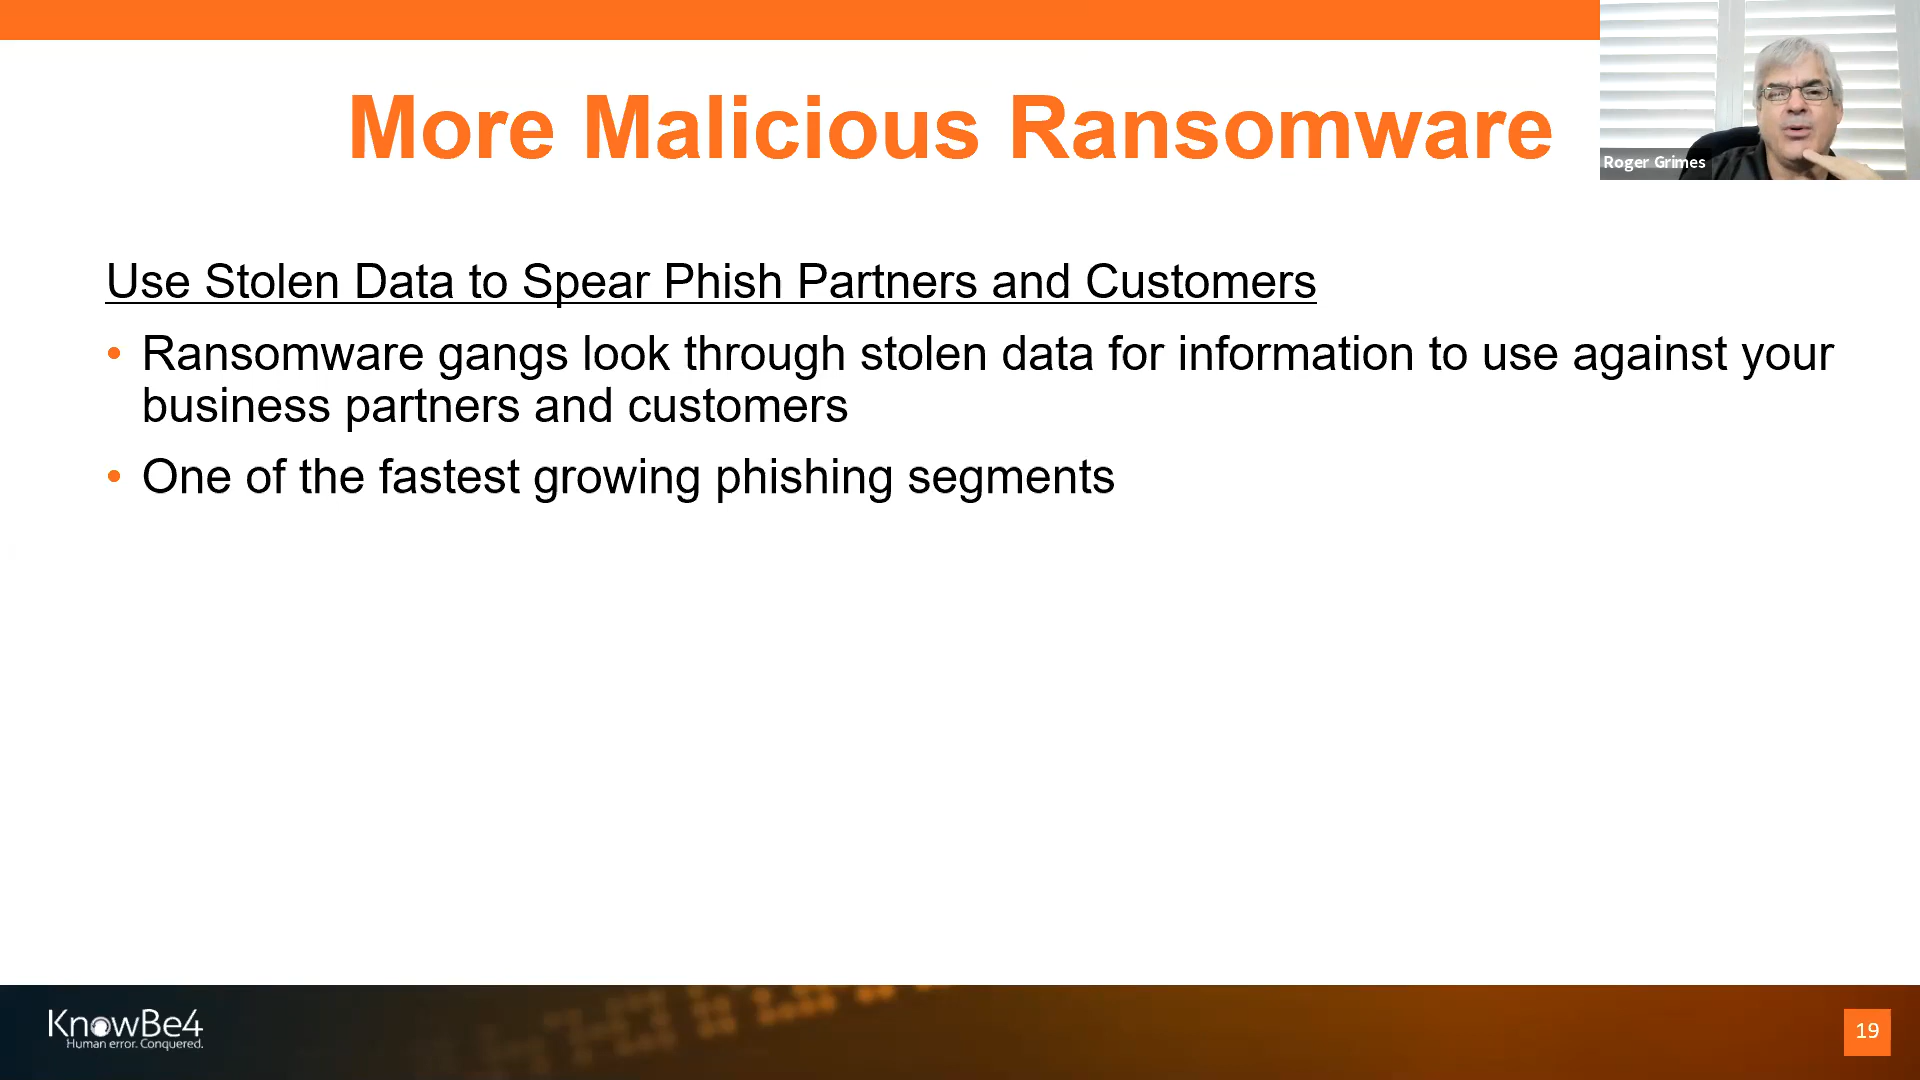 More Malicious Ransomware
Roger Grimes
Use Stolen Data to Spear Phish Partners and Customers
• Ransomware gangs look through stolen data for information to use against your
business partners and customers
• One of the fastest growing phishing segments
KnowBe4
Human error. Conquered.
19